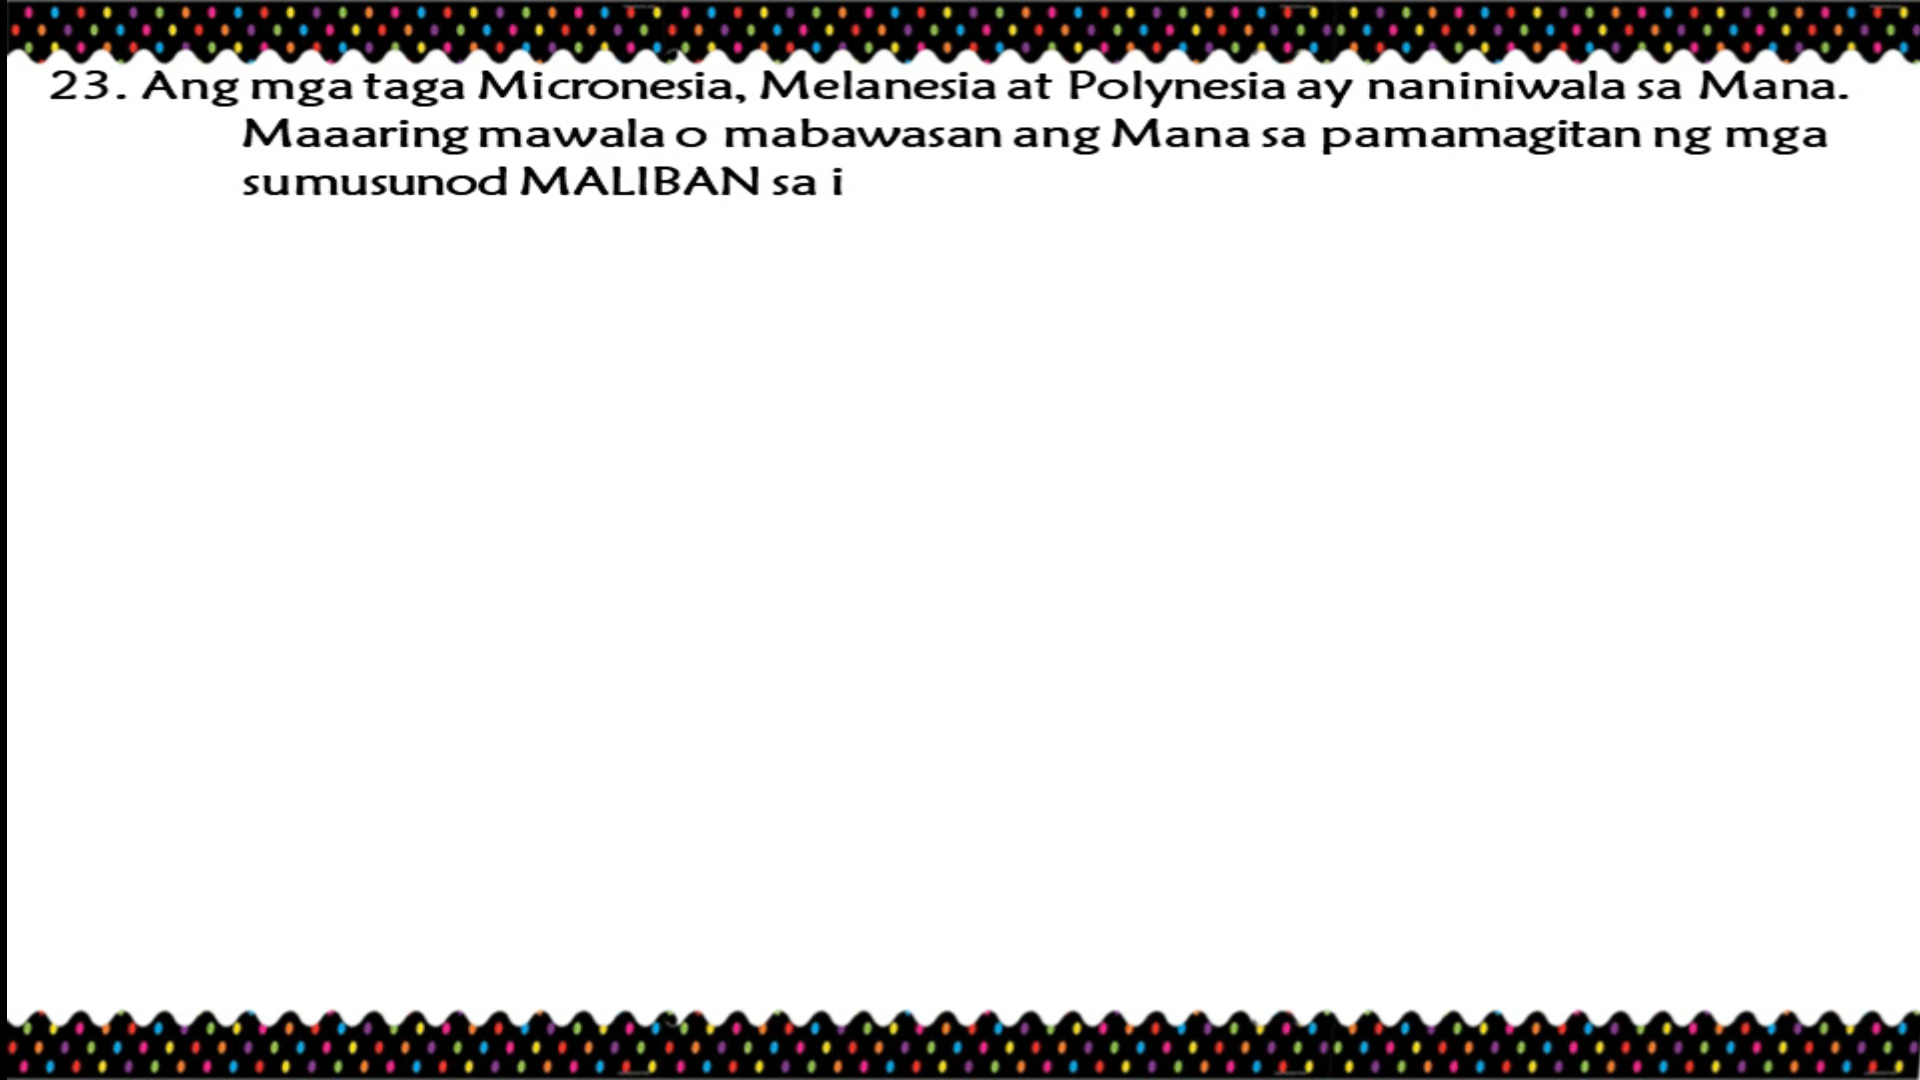 23. Ang mga taga Micronesia, Melanesia at Polynesia ay naniniwala sa Mana.
Maaaring mawala o mabawasan ang Mana sa pamamagitan ng mga
sumusunod MALIBAN sa i